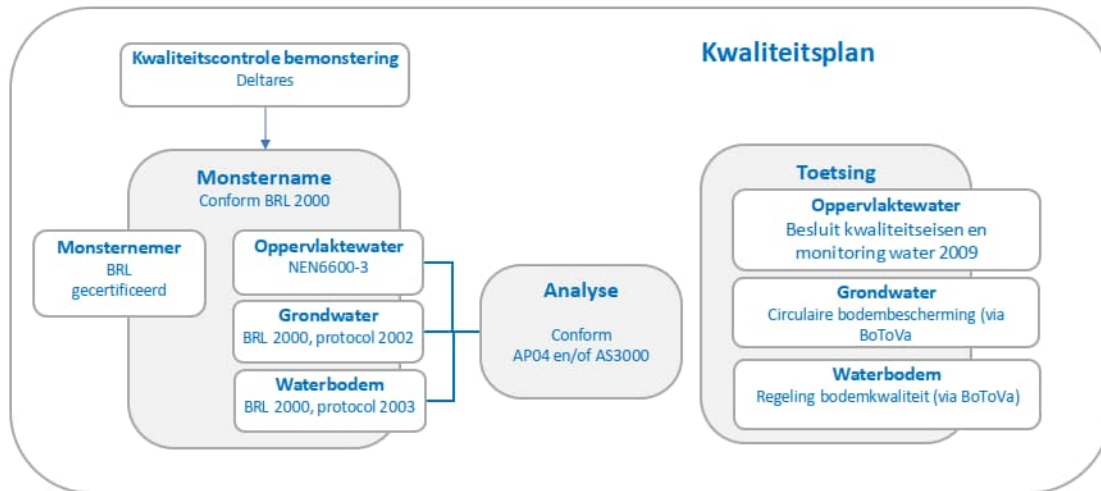 Kwaliteitsplan
Kwaliteitscontrole bemonstering
Deltares
Monstername
Conform BRL 2000
Monsternemer
BRL
gecertificeerd
Oppervlaktewater
NEN6600-3
Grondwater
BRL 2000, protocol 2002
Waterbodem
BRL 2000, protocol 2003
Analyse
Conform
AP04 en/of AS3000
Toetsing
Oppervlaktewater
Besluit kwaliteitseisen en
monitoring water 2009
Grondwater
Circulaire bodembescherming (via
BoToVa
Waterbodem
Regeling bodemkwaliteit (via BoToVa)